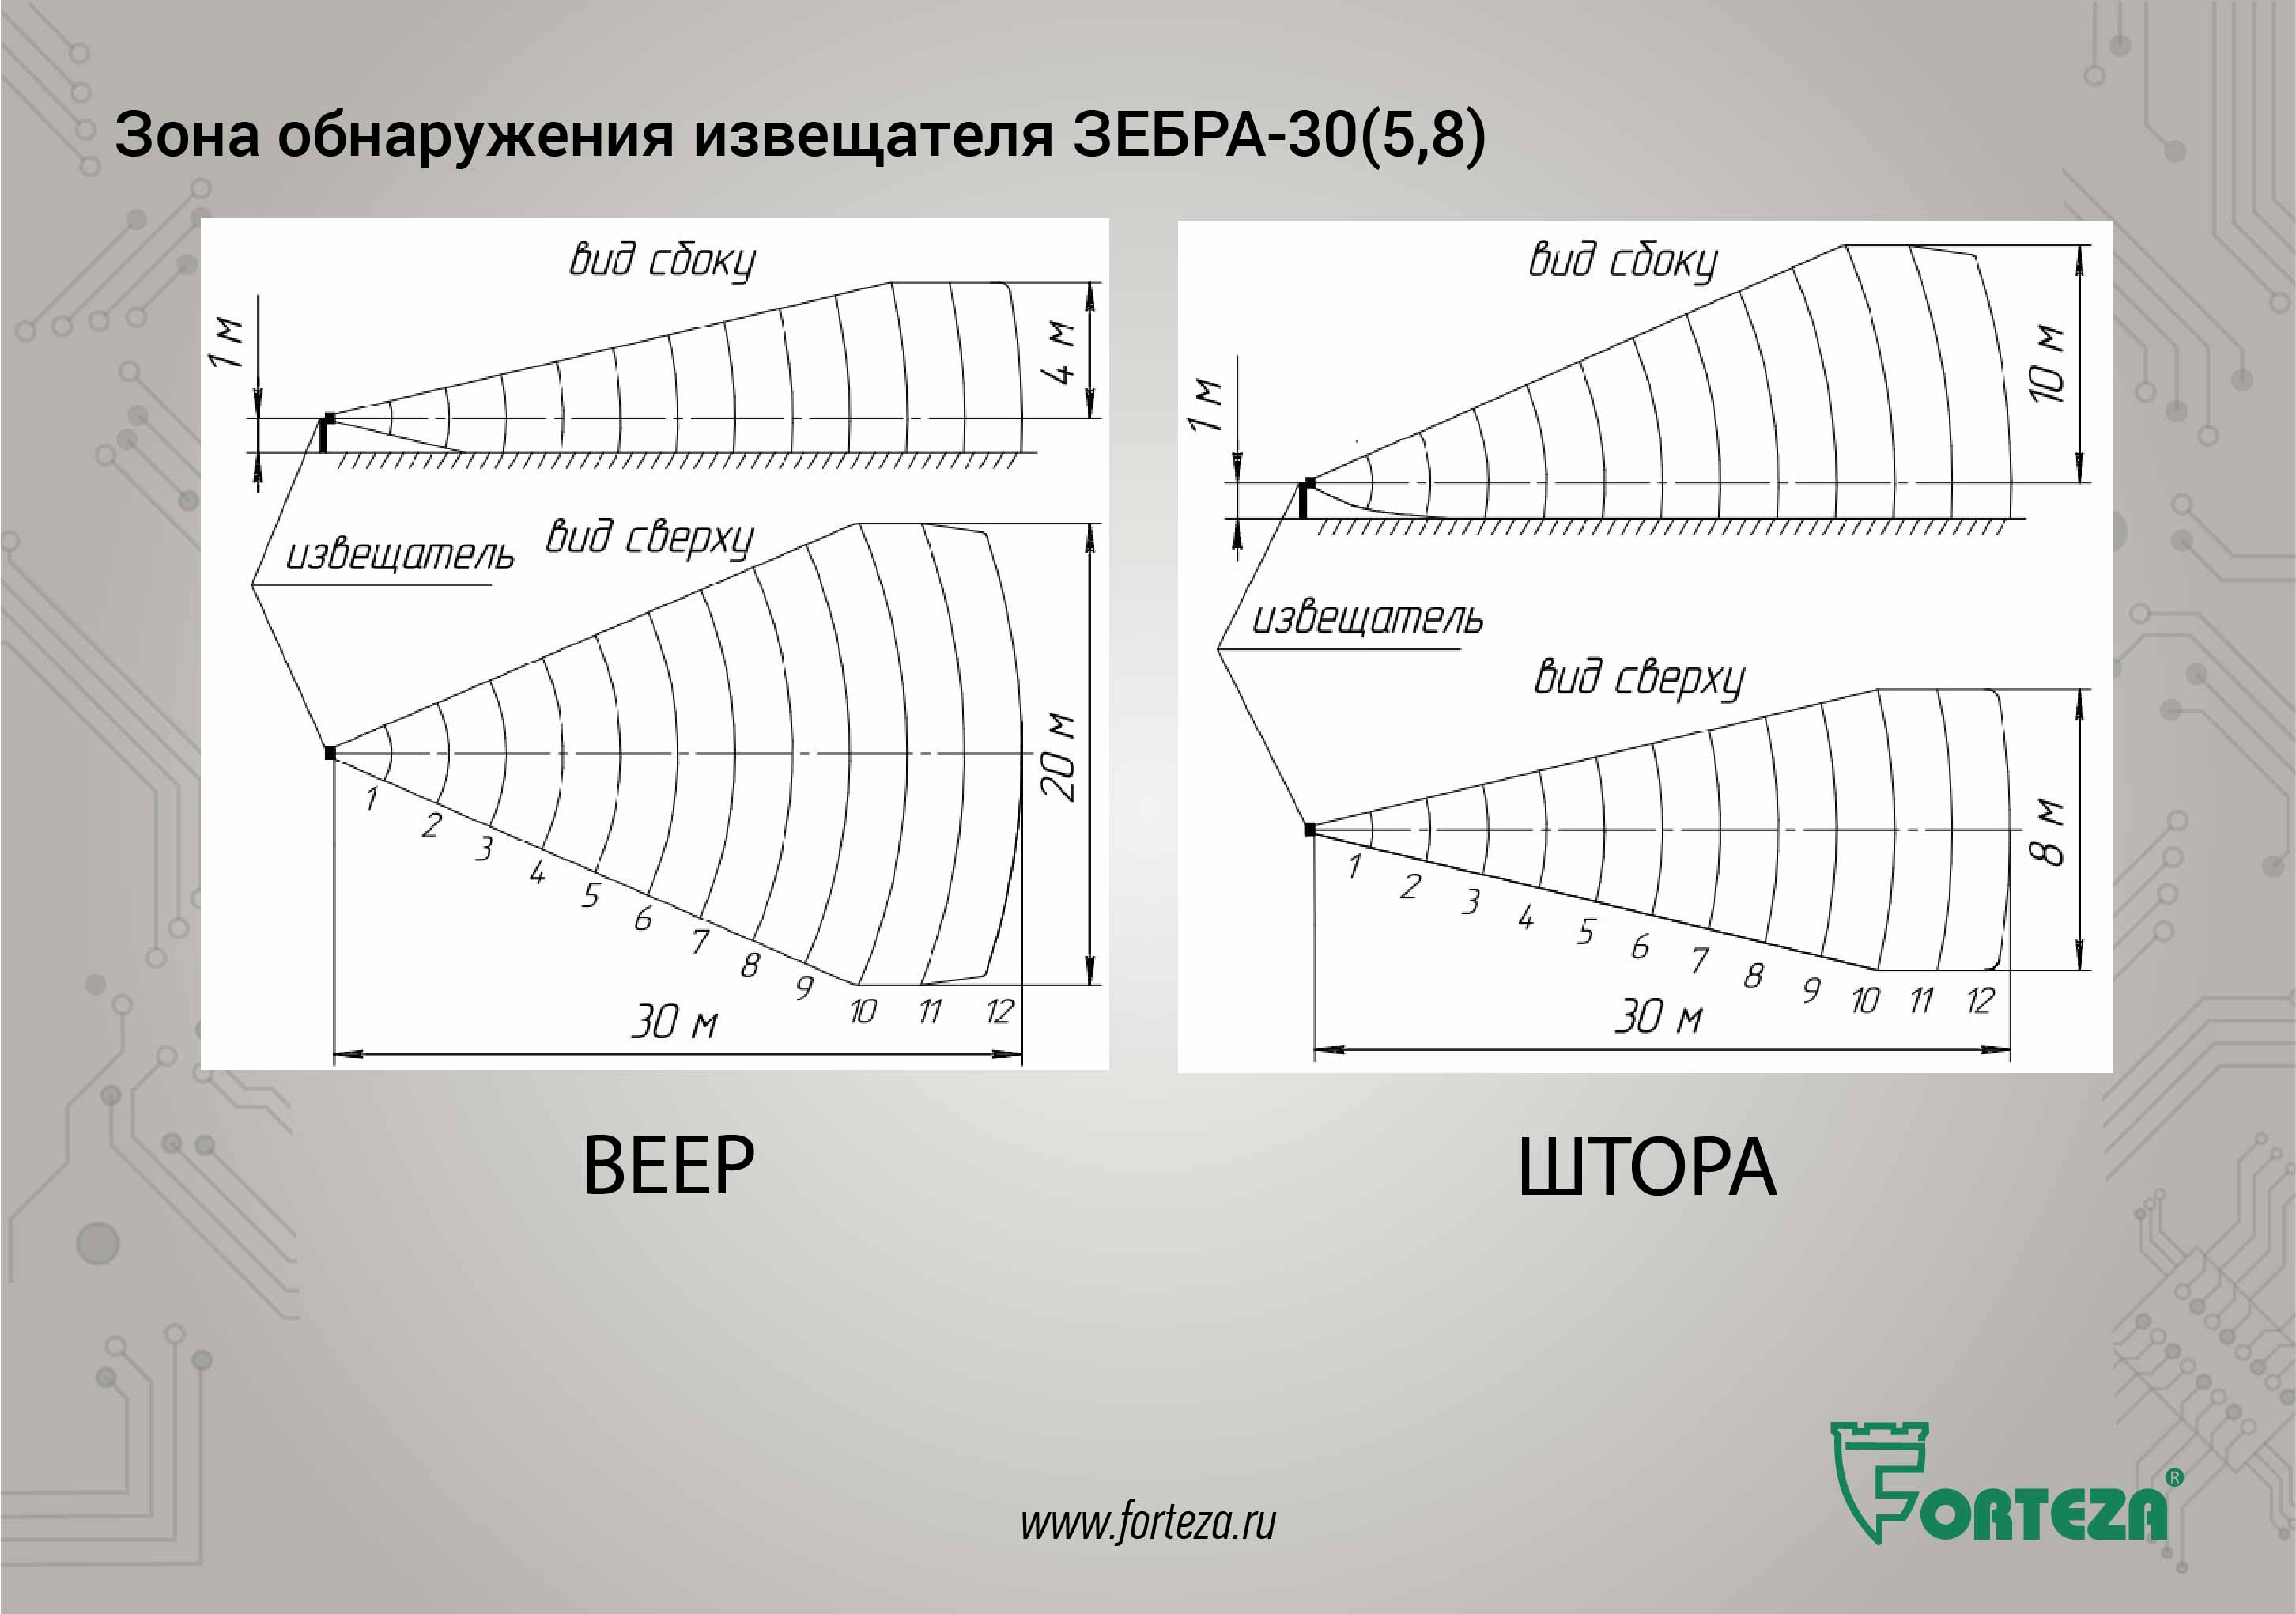 Зона обнаружения извещателя ЗЕБРА-30(5,8)
вид сбоку
1 м
4 м
извещатель
вид сверху
20 м
1
2
3
4
5
6
7
8
9
10
11
12
30 м
ВЕЕР
вид сбоку
1 м
10 м
извещатель
вид сверху
8 м
1
2
3
4
5
6
7
8
9
10
11
12
30 м
ШТОРА
www.forteza.ru
FORTEZA®